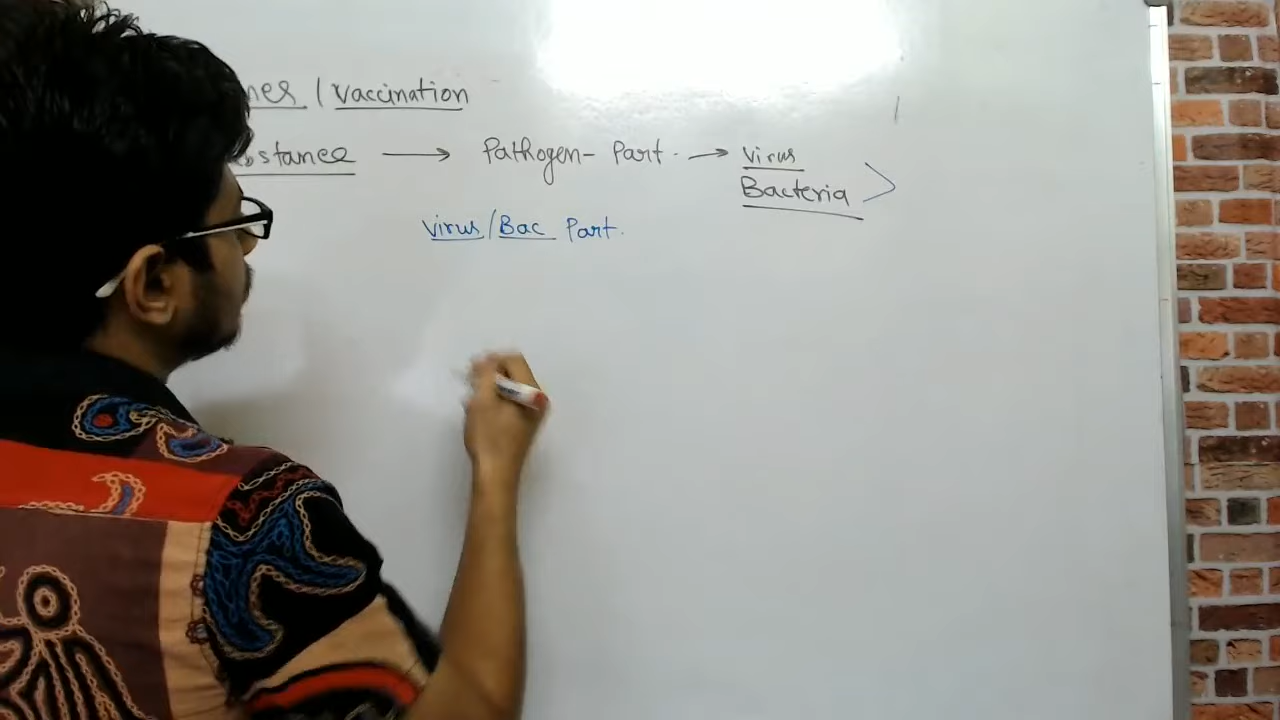 / Vaccination
→ Pathogen- Part. → Virus
Bacteria
Virus/Bac Part.